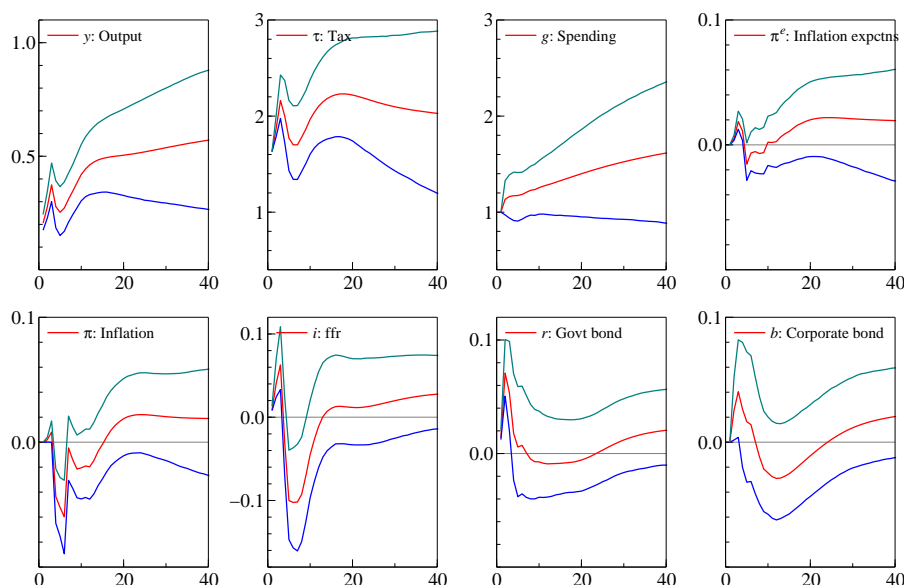 y: Output
1.0
0.5
0 20 40
τ: Tax
3
2
1
0 20 40
g: Spending
3
2
1
0 20 40
πᵉ: Inflation expctns
0.1
0.0
0 20 40
π: Inflation
0.1
0.0
0 20 40
i: ffr
0.1
0.0
−0.1
0 20 40
r: Govt bond
0.1
0.0
0 20 40
b: Corporate bond
0.1
0.0
0 20 40